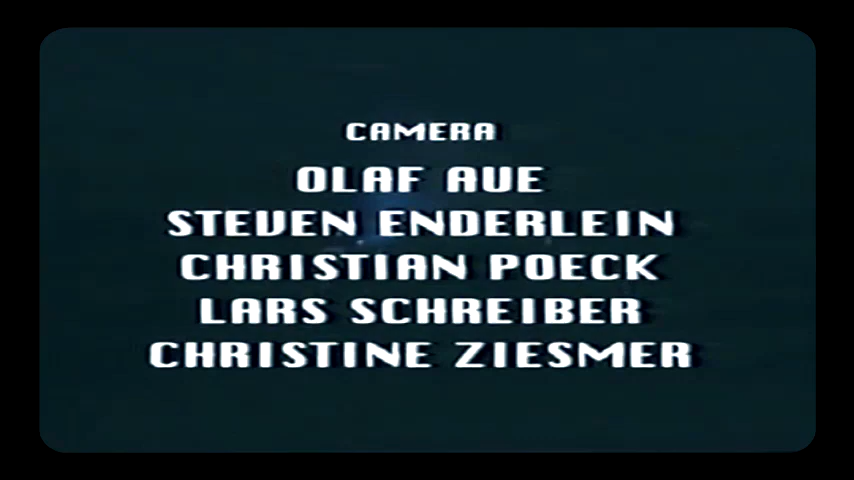 CAMERA
OLAF AUE
STEVEN ENDERLEIN
CHRISTIAN POECK
LARS SCHREIBER
CHRISTINE ZIESMER